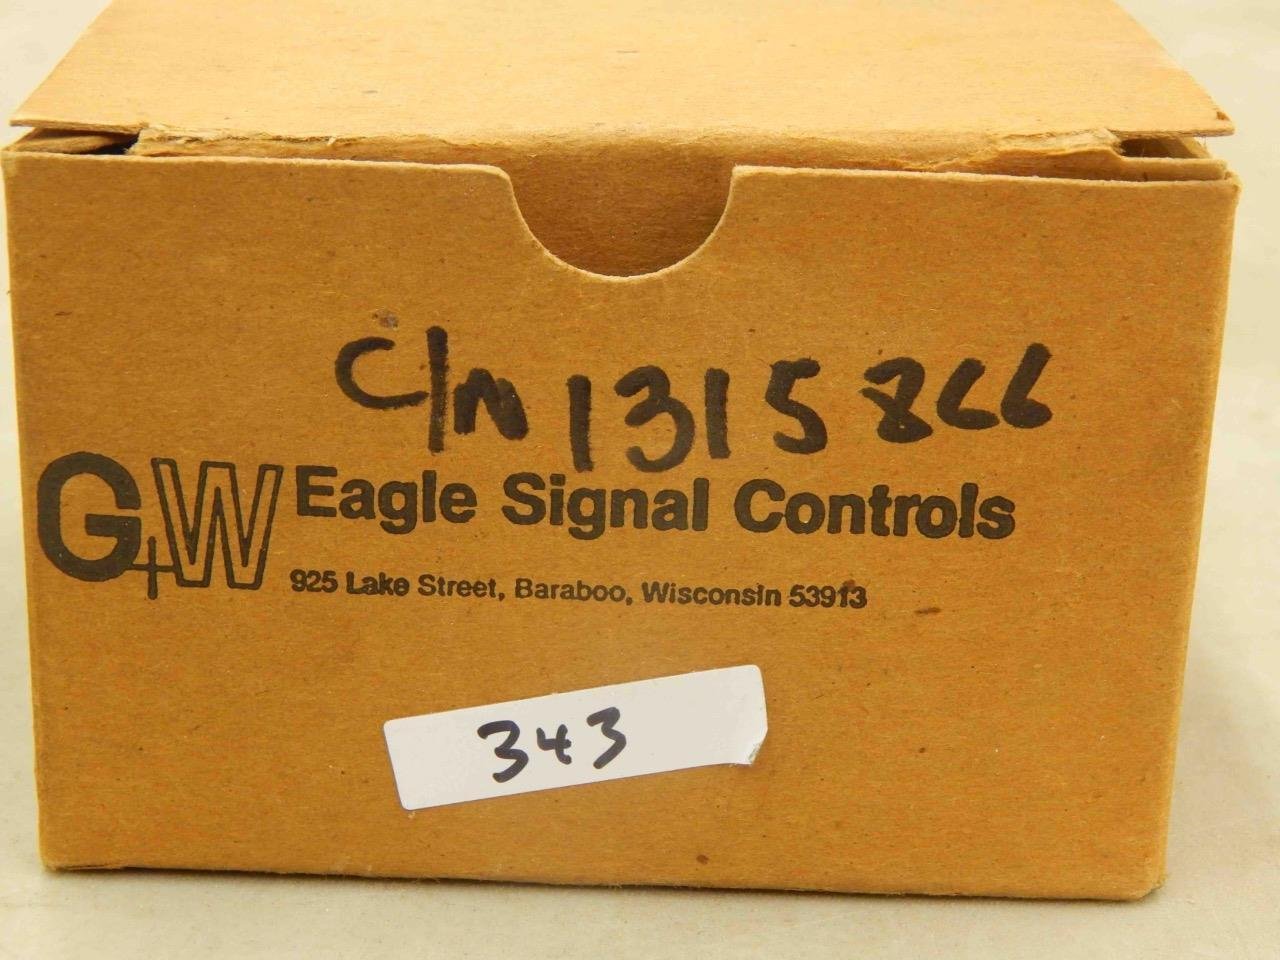 C/N 1315866
G+W Eagle Signal Controls
925 Lake Street, Baraboo, Wisconsin 53913
343